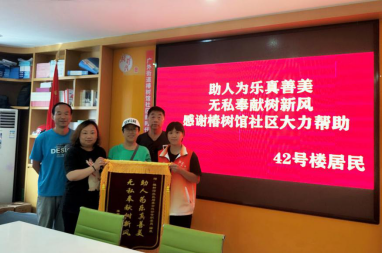 助人为乐真善美
无私奉献树新风
感谢椿树馆社区大力帮助
42号楼居民
助人为乐真善美
无私奉献树新风